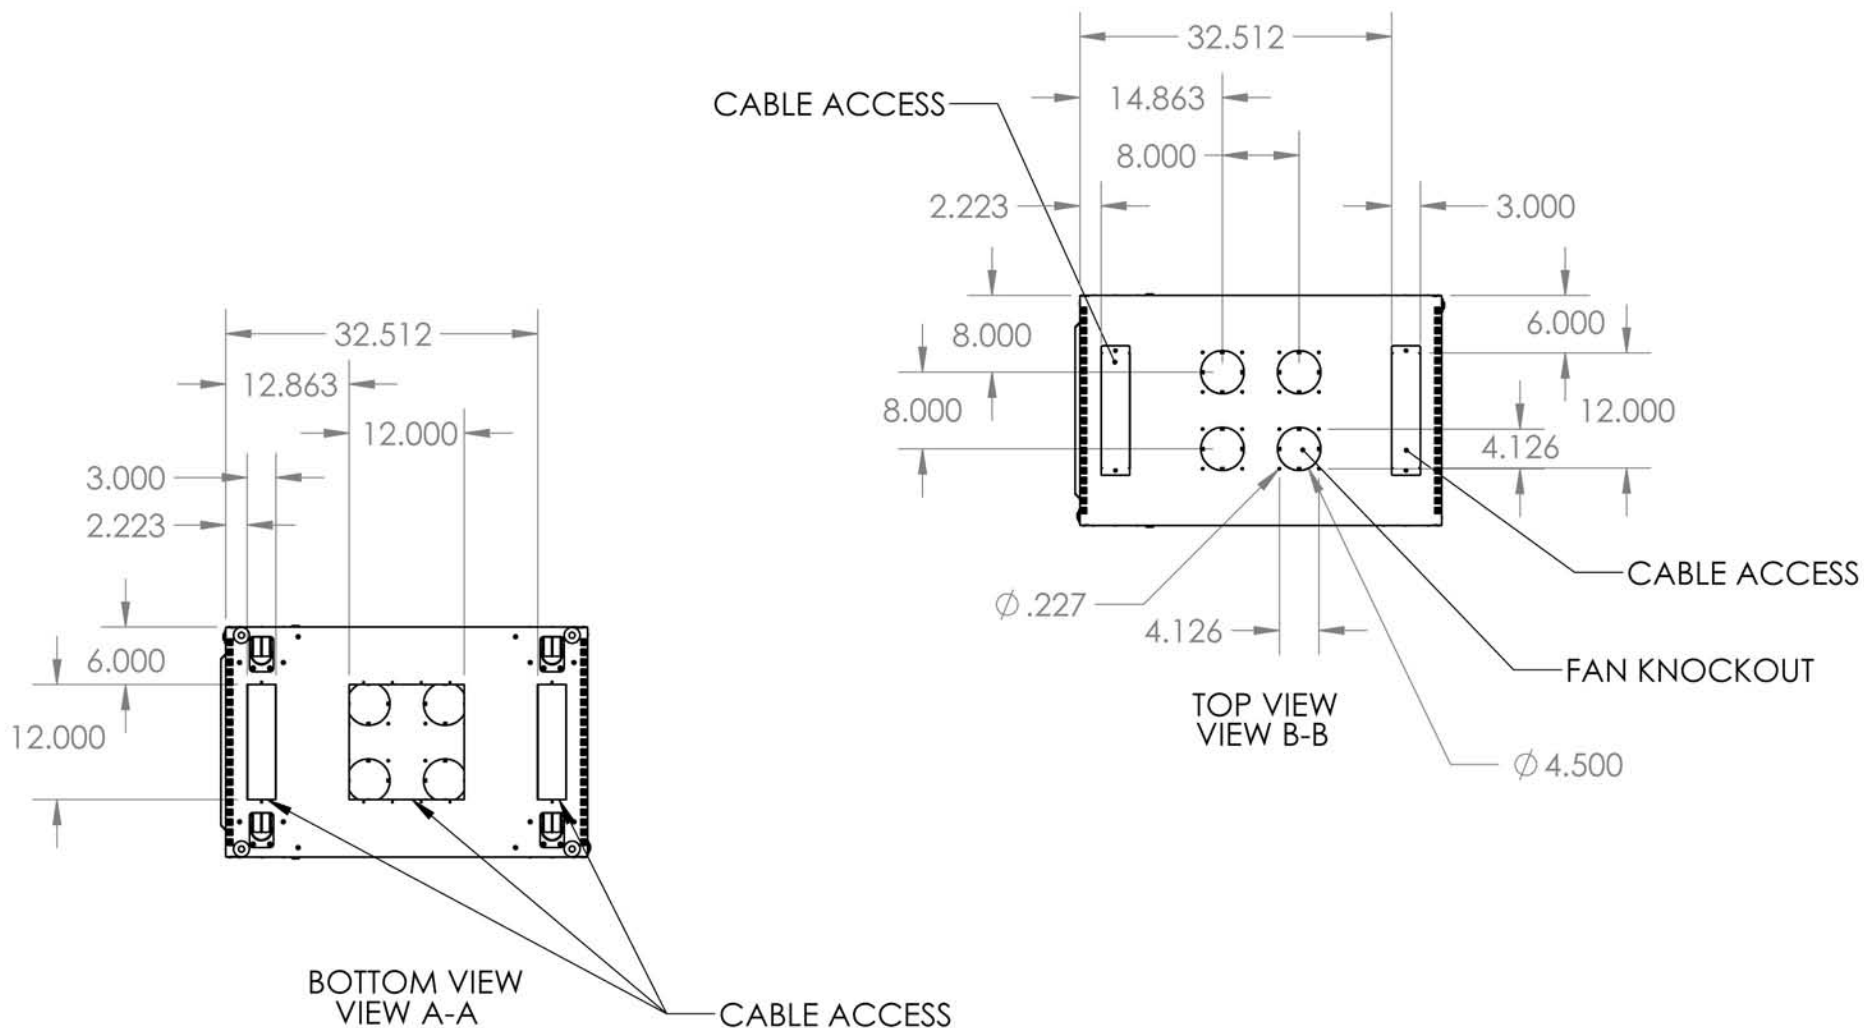 32.512
14.863
CABLE ACCESS
8.000
2.223
3.000
8.000
6.000
8.000
12.000
4.126
CABLE ACCESS
Ø .227
4.126
FAN KNOCKOUT
TOP VIEW
VIEW B-B
Ø 4.500
32.512
12.863
12.000
3.000
2.223
6.000
12.000
BOTTOM VIEW
VIEW A-A
CABLE ACCESS